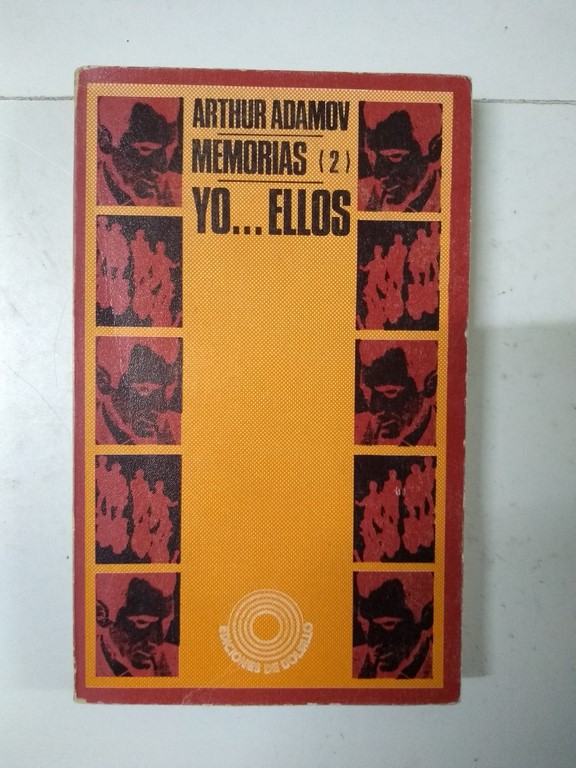 ARTHUR ADAMOV
MEMORIAS (2)
YO... ELLOS
EDICIONES DE BOLSILLO